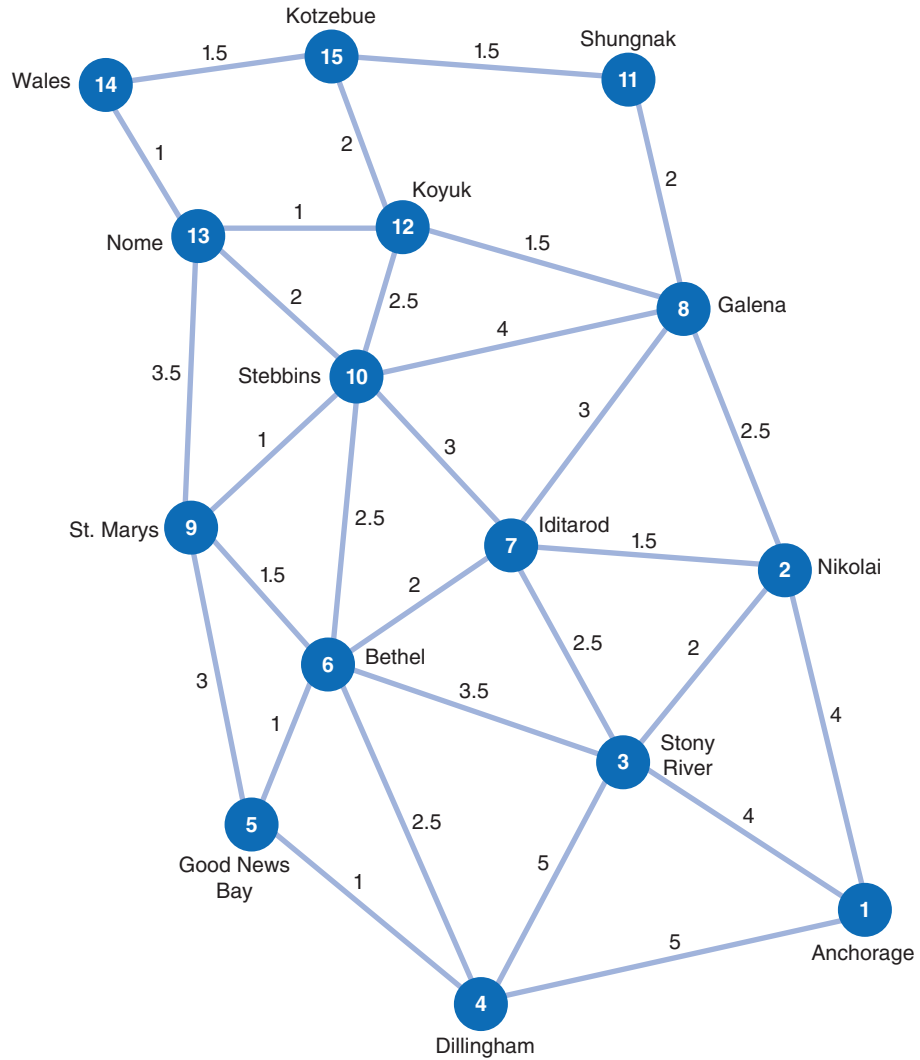 Kotzebue
1.5
15
1.5
Shungnak
11
Wales
14
1
2
2
Koyuk
1
12
Nome
13
1.5
2
2.5
8
Galena
4
3.5
Stebbins
10
1
3
3
2.5
2.5
St. Marys
9
7
Iditarod
1.5
2
Nikolai
1.5
2
2.5
2
6
Bethel
3.5
3
1
4
3
Stony
River
4
5
Good News
Bay
2.5
1
5
1
Anchorage
5
4
Dillingham